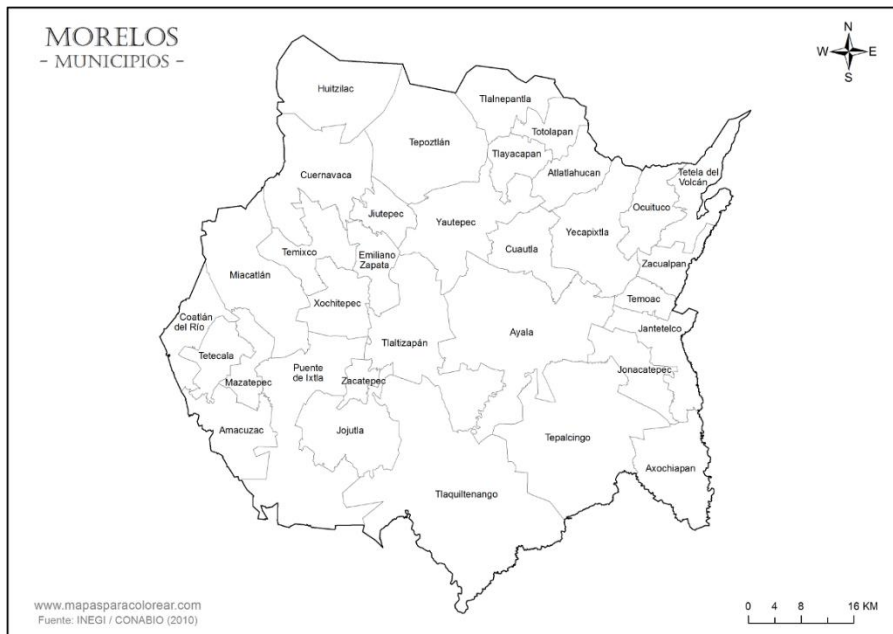 MORELOS
- MUNICIPIOS -
N
W
E
S
Huitzilac
Tlalnepantla
Tepoztlán
Totolapan
Tlayacapan
Cuernavaca
Atlatlahucan
Tetela del
Volcán
Jiutepec
Ocuituco
Yautepec
Yecapixtla
Temixco
Emiliano
Zapata
Cuautla
Zacualpan
Miacatlán
Xochitepec
Temoac
Coatlán
del Río
Ayala
Jantetelco
Tlaltizapán
Tetecala
Puente
de Ixtla
Jonacatepec
Mazatepec
Zacatepec
Amacuzac
Jojutla
Tepalcingo
Axochiapan
Tlaquiltenango
www.mapasparacolorear.com
Fuente: INEGI / CONABIO (2010)
0 4 8 16 KM